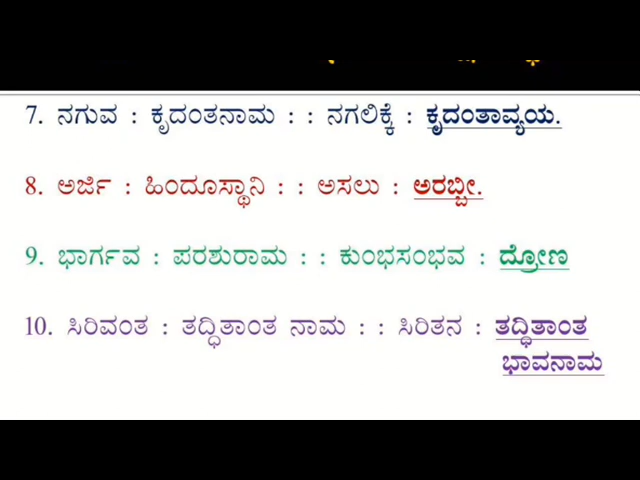 7. ನಗುವ : ಕೃದಂತನಾಮ : : ನಗಲಿಕ್ಕೆ : ಕೃದಂತಾವ್ಯಯ.
8. ಅರ್ಜಿ : ಹಿಂದೂಸ್ಥಾನಿ : : ಅಸಲು : ಅರಬ್ಬೀ.
9. ಭಾರ್ಗವ : ಪರಶುರಾಮ : : ಕುಂಭಸಂಭವ : ದ್ರೋಣ
10. ಸಿರಿವಂತ : ತದ್ಧಿತಾಂತ ನಾಮ : : ಸಿರಿತನ : ತದ್ಧಿತಾಂತ
ಭಾವನಾಮ